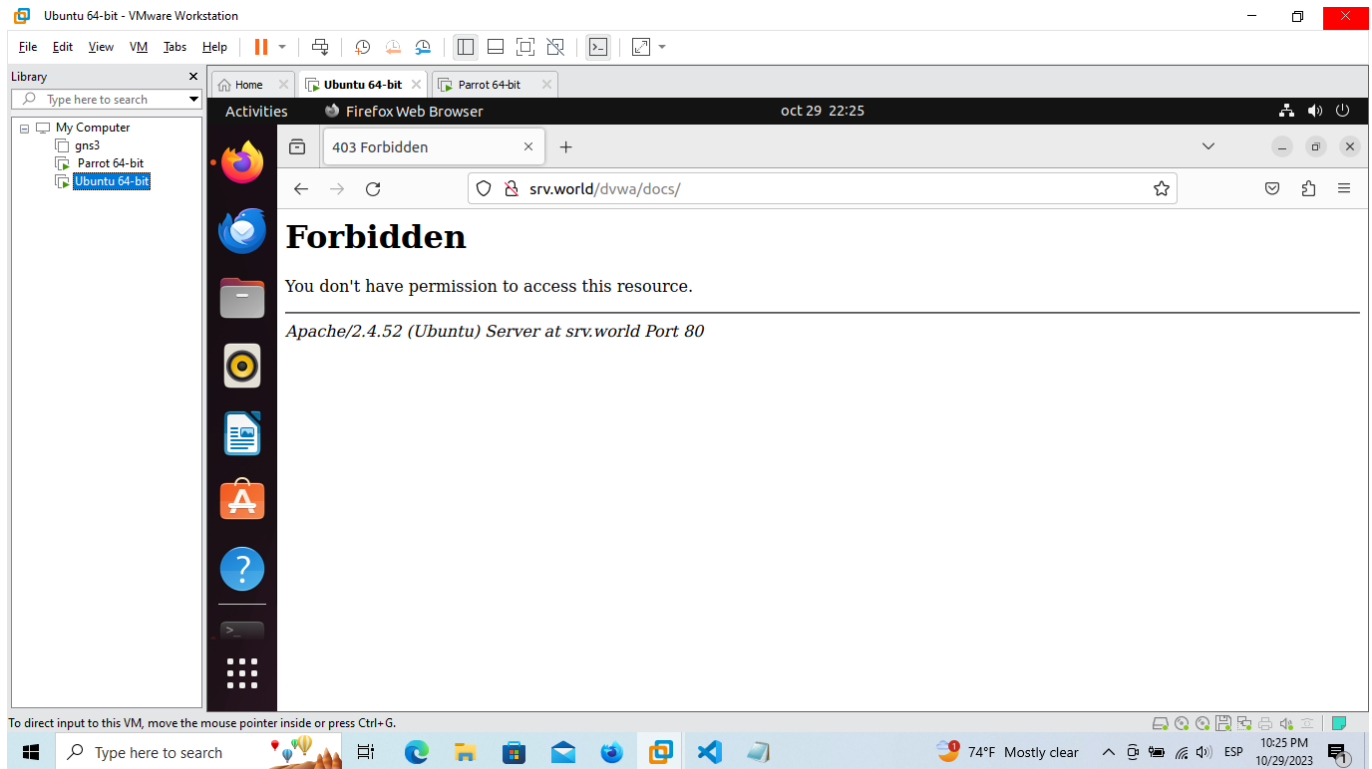 Ubuntu 64-bit - VMware Workstation
File Edit View VM Tabs Help
Library
Type here to search
My Computer
gns3
Parrot 64-bit
Ubuntu 64-bit
Home Ubuntu 64-bit Parrot 64-bit
Activities Firefox Web Browser oct 29 22:25
403 Forbidden
srv.world/dvwa/docs/
Forbidden
You don't have permission to access this resource.
Apache/2.4.52 (Ubuntu) Server at srv.world Port 80
To direct input to this VM, move the mouse pointer inside or press Ctrl+G.
Type here to search 74°F Mostly clear ESP 10:25 PM
10/29/2023